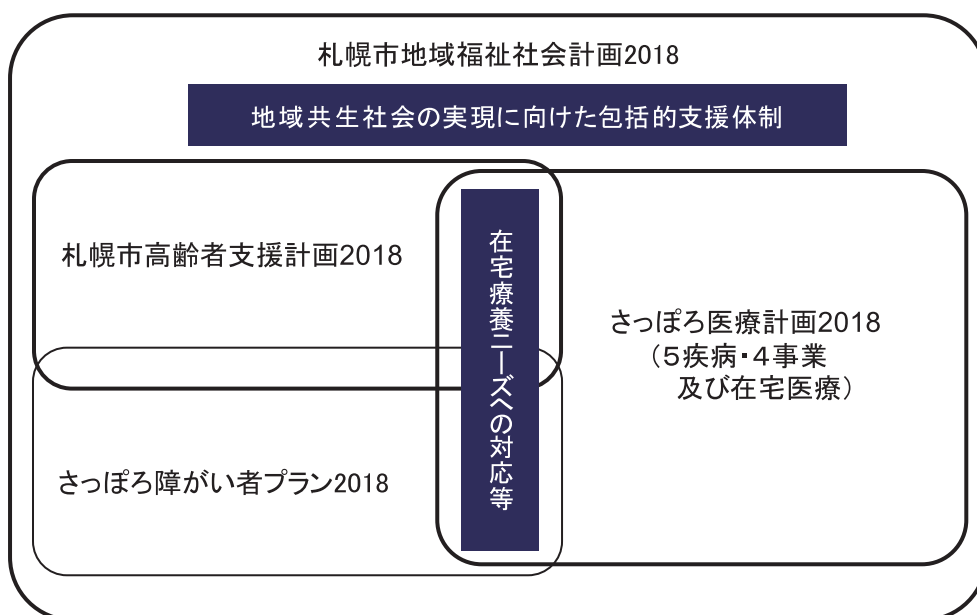 札幌市地域福祉社会計画2018
地域共生社会の実現に向けた包括的支援体制
札幌市高齢者支援計画2018
在宅療養ニーズへの対応等
さっぽろ医療計画2018
（5疾病・4事業
及び在宅医療）
さっぽろ障がい者プラン2018